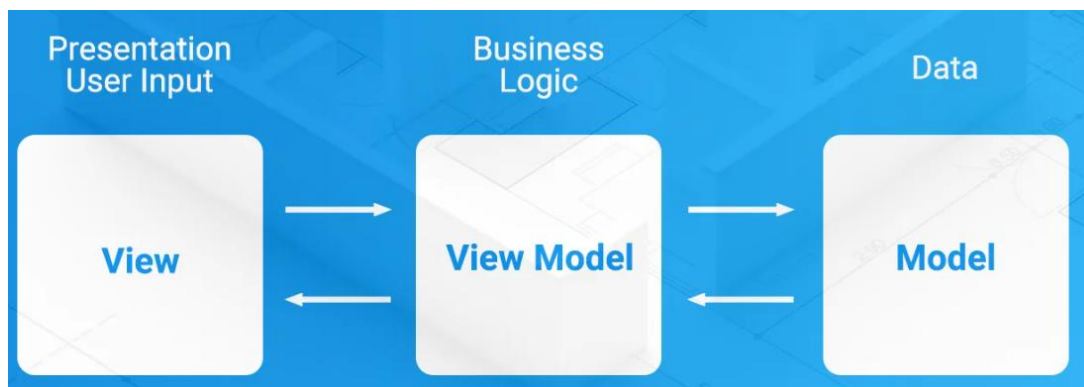 Presentation
User Input
Business
Logic
Data
View
View Model
Model